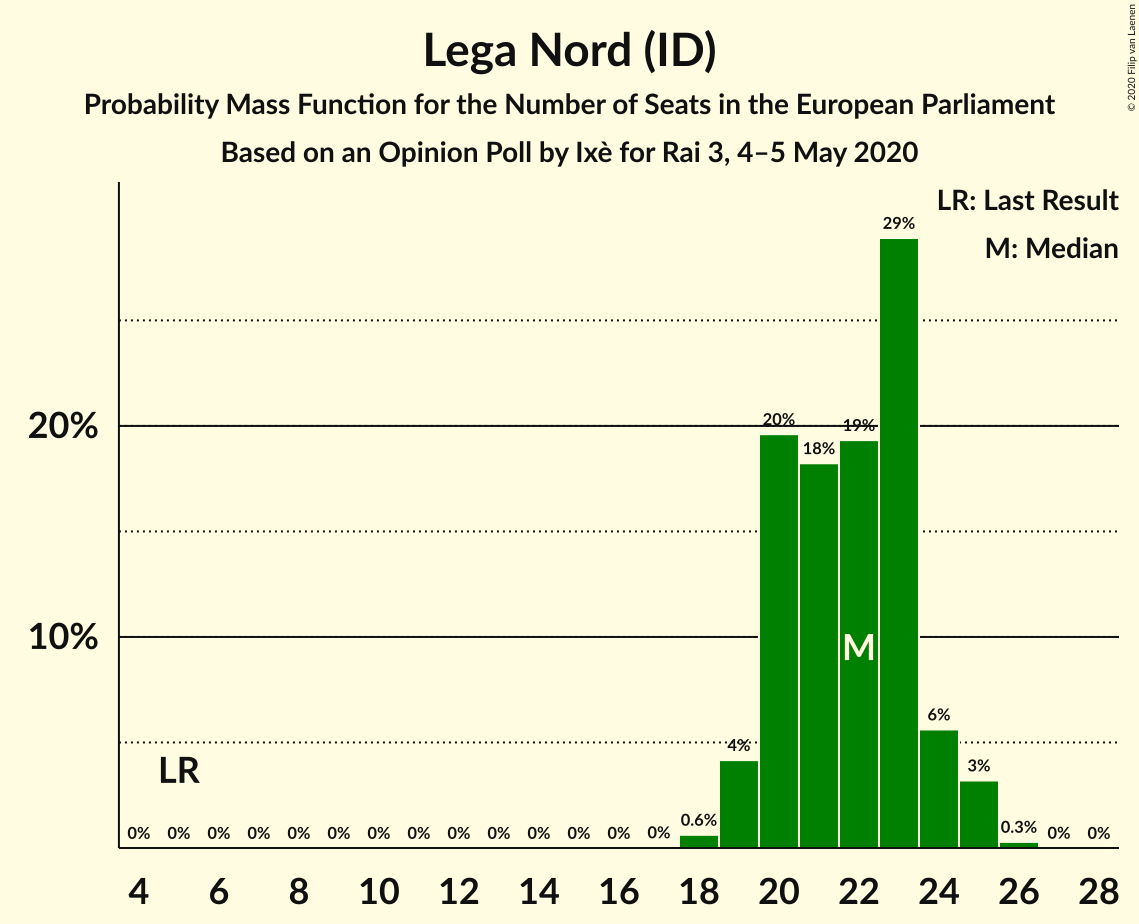 Lega Nord (ID)
Probability Mass Function for the Number of Seats in the European Parliament
Based on an Opinion Poll by Ixè for Rai 3, 4–5 May 2020
© 2020 Filip van Laenen
LR: Last Result
M: Median
29%
20%
20%
19%
18%
10%
M
6%
4%
3%
LR
0% 0% 0% 0% 0% 0% 0% 0% 0% 0% 0% 0% 0% 0% 0.6% 0.3% 0% 0%
4 6 8 10 12 14 16 18 20 22 24 26 28